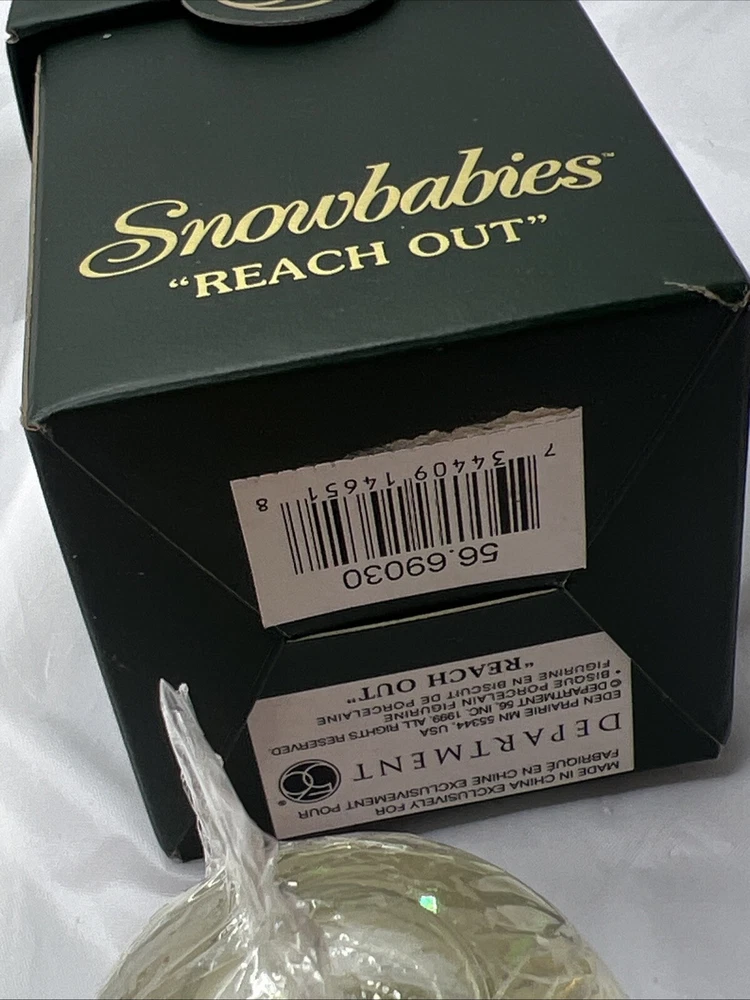 Snowbabies™
“REACH OUT”
56.69030
7 34409 14651 8
MADE IN CHINA EXCLUSIVELY FOR
FABRIQUÉ EN CHINE EXCLUSIVEMENT POUR
DEPARTMENT 56®
EDEN PRAIRIE MN 55344, USA
© DEPARTMENT 56, INC. 1999, ALL RIGHTS RESERVED.
* BISQUE PORCELAIN FIGURINE
FIGURINE EN BISCUIT DE PORCELAINE
“REACH OUT”